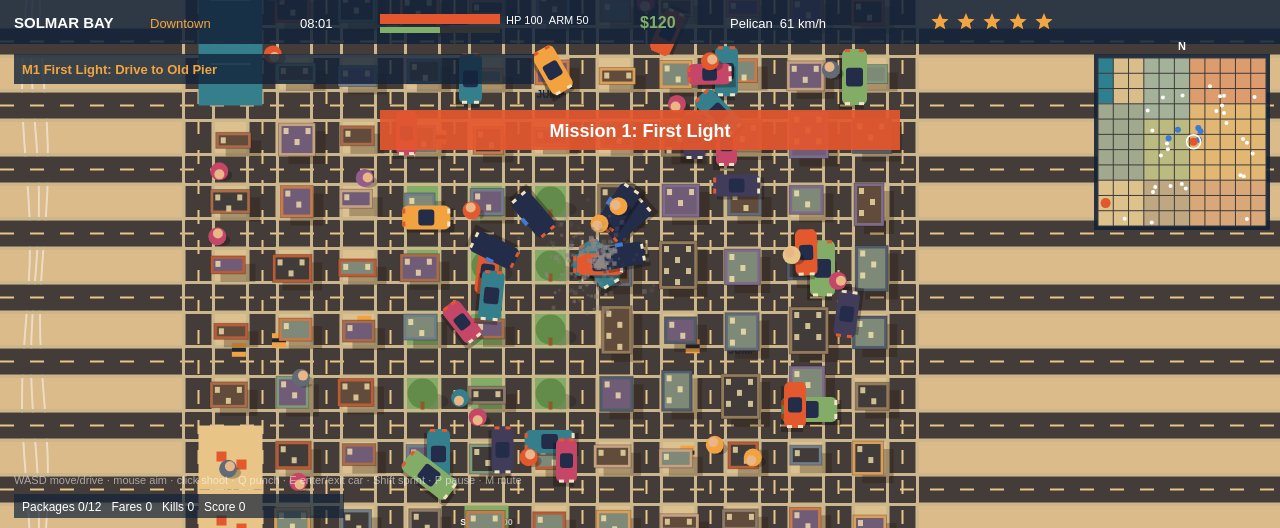 SOLMAR BAY Downtown 08:01 HP 100 ARM 50 $120 Pelican 61 km/h
N
M1 First Light: Drive to Old Pier
Mission 1: First Light
WASD move/drive · mouse aim · click shoot · Q punch · E enter/exit car · Shift sprint · P pause · M mute
Packages 0/12 Fares 0 Kills 0 Score 0